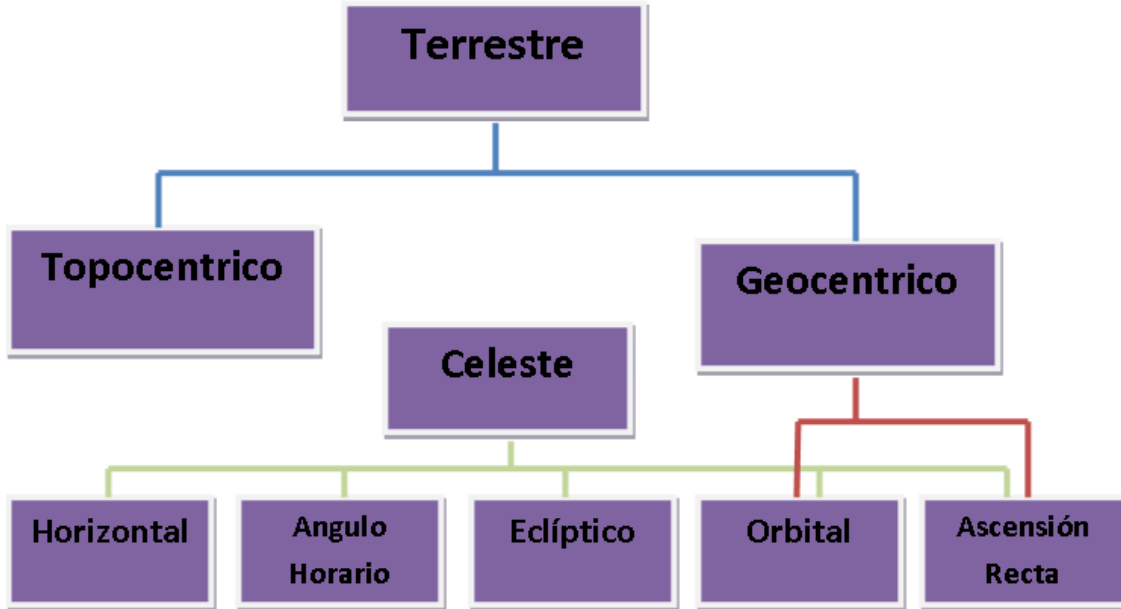 Terrestre
Topocentrico
Geocentrico
Celeste
Horizontal
Angulo
Horario
Eclíptico
Orbital
Ascensión
Recta